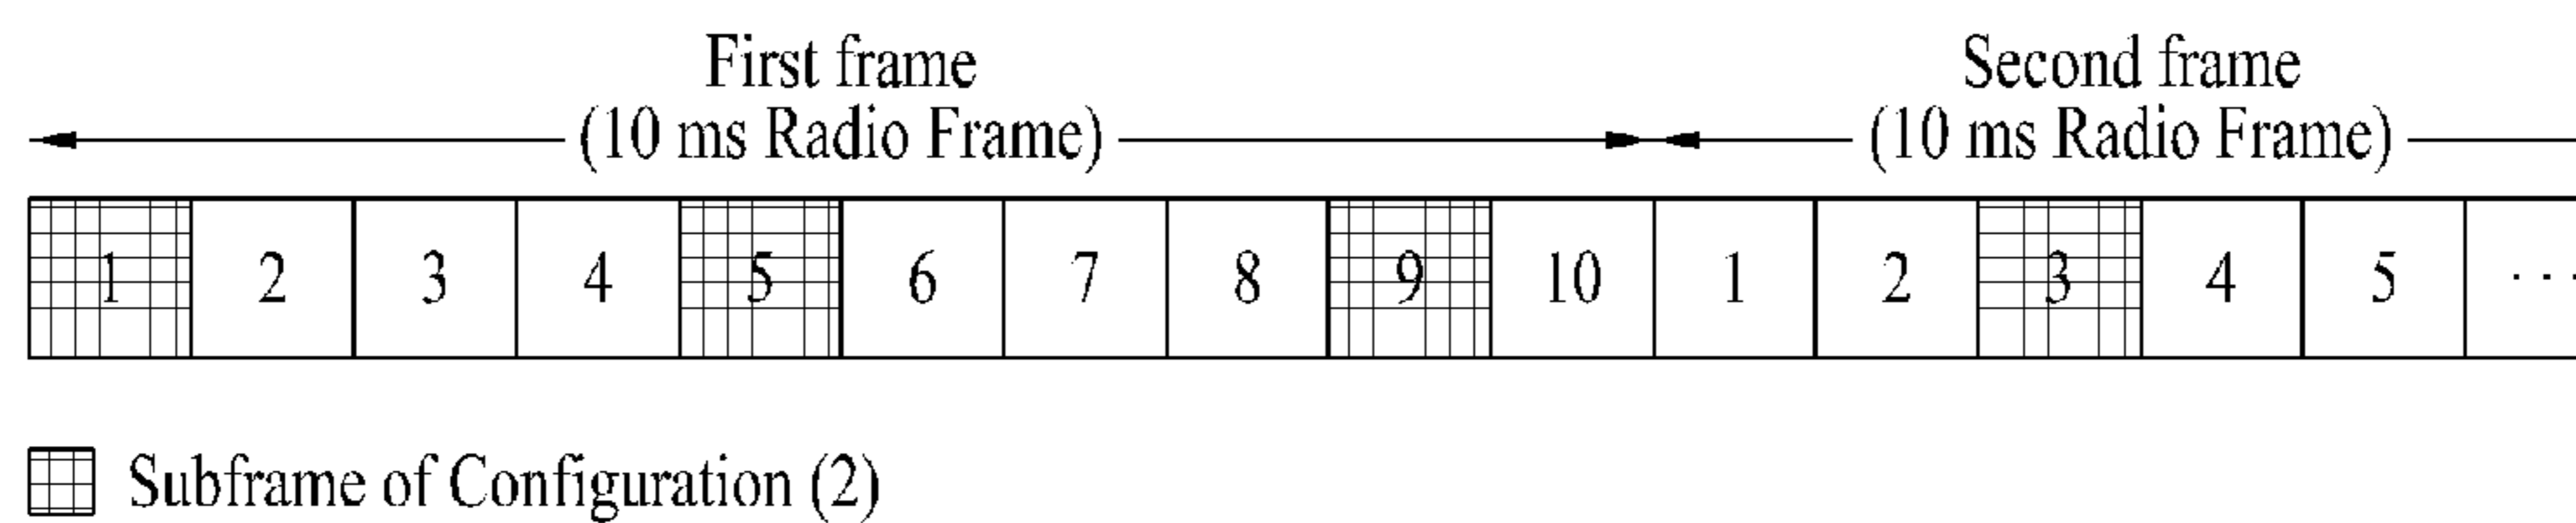 First frame
(10 ms Radio Frame)
Second frame
(10 ms Radio Frame)
1 2 3 4 5 6 7 8 9 10 1 2 3 4 5 ...
Subframe of Configuration (2)